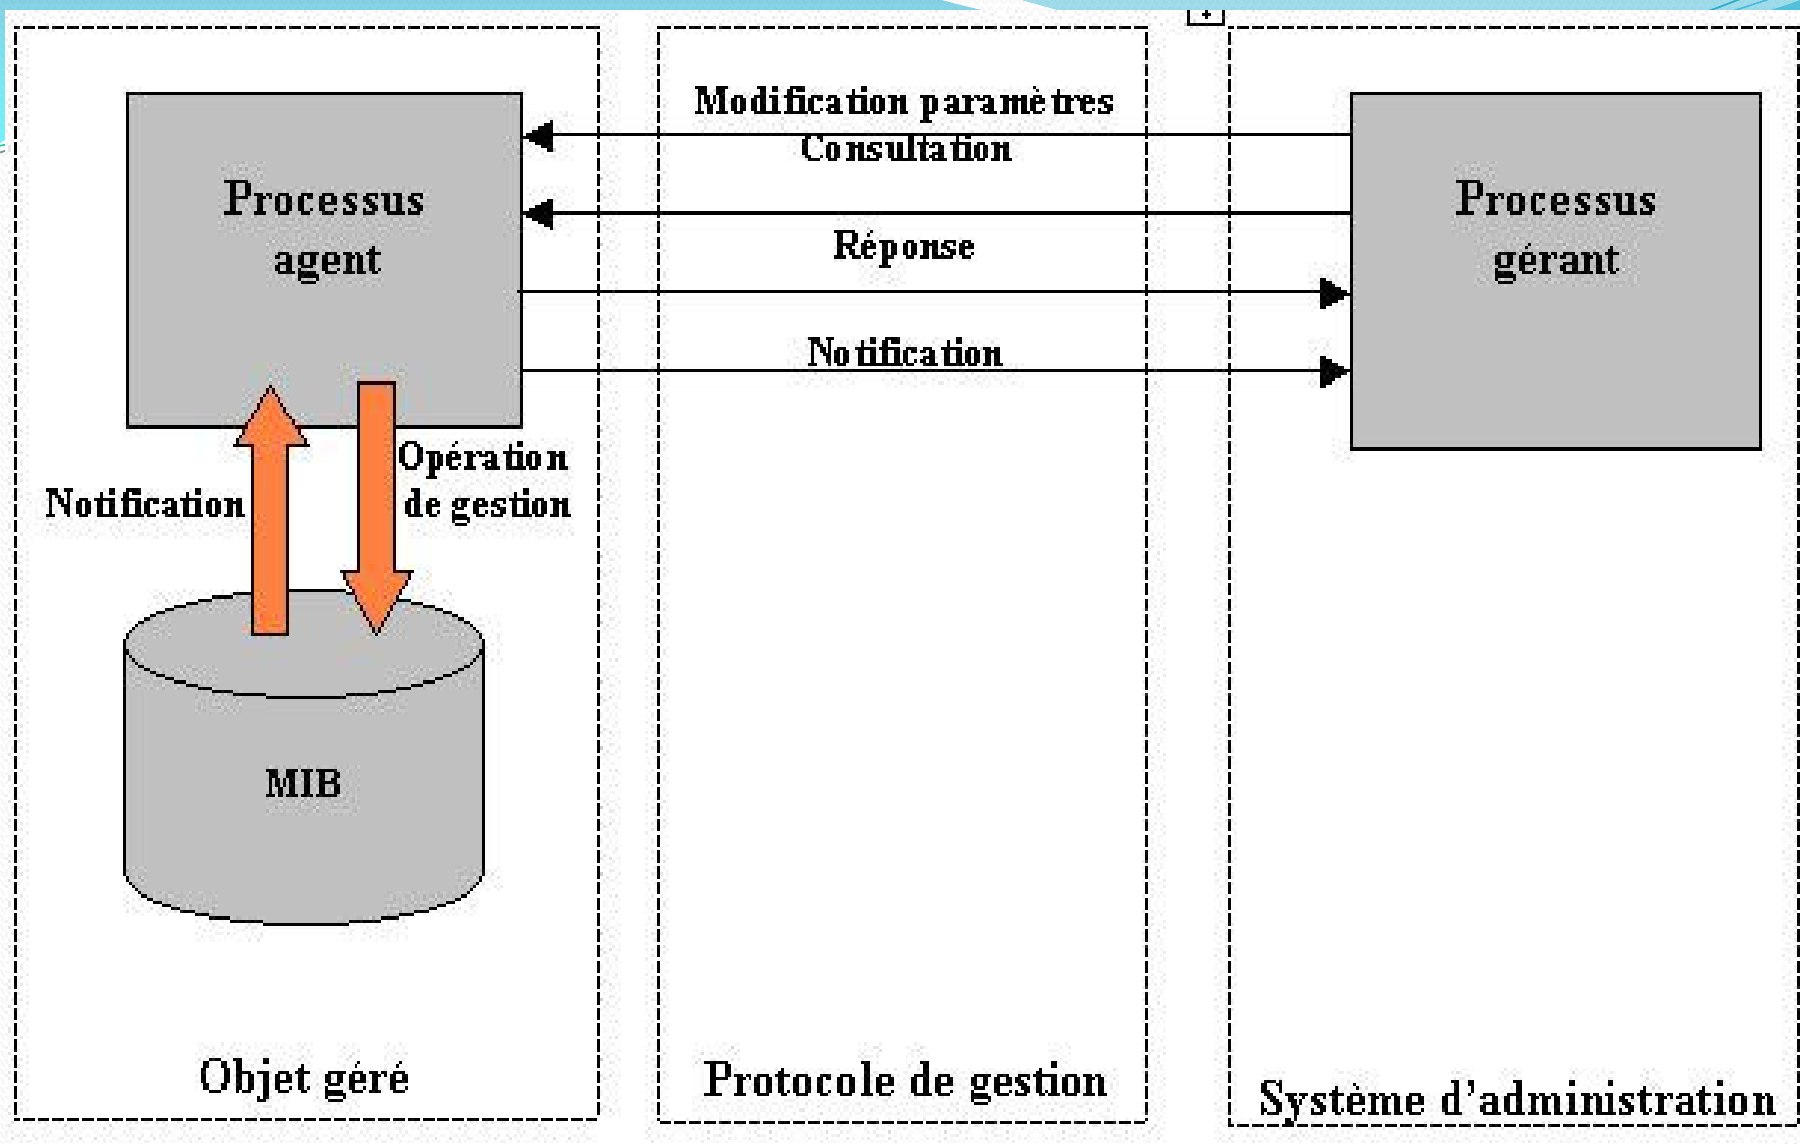 Modification paramètres
Consultation
Processus
agent
Processus
gérant
Réponse
Notification
Opération
de gestion
Notification
MIB
Objet géré
Protocole de gestion
Système d'administration